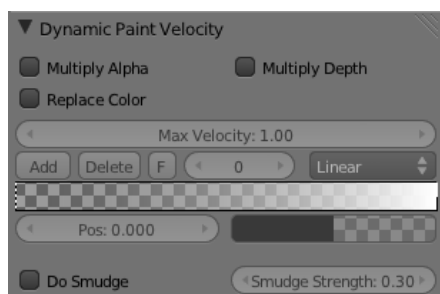 Dynamic Paint Velocity
Multiply Alpha Multiply Depth
Replace Color
Max Velocity: 1.00
Add Delete F 0 Linear
Pos: 0.000
Do Smudge Smudge Strength: 0.30